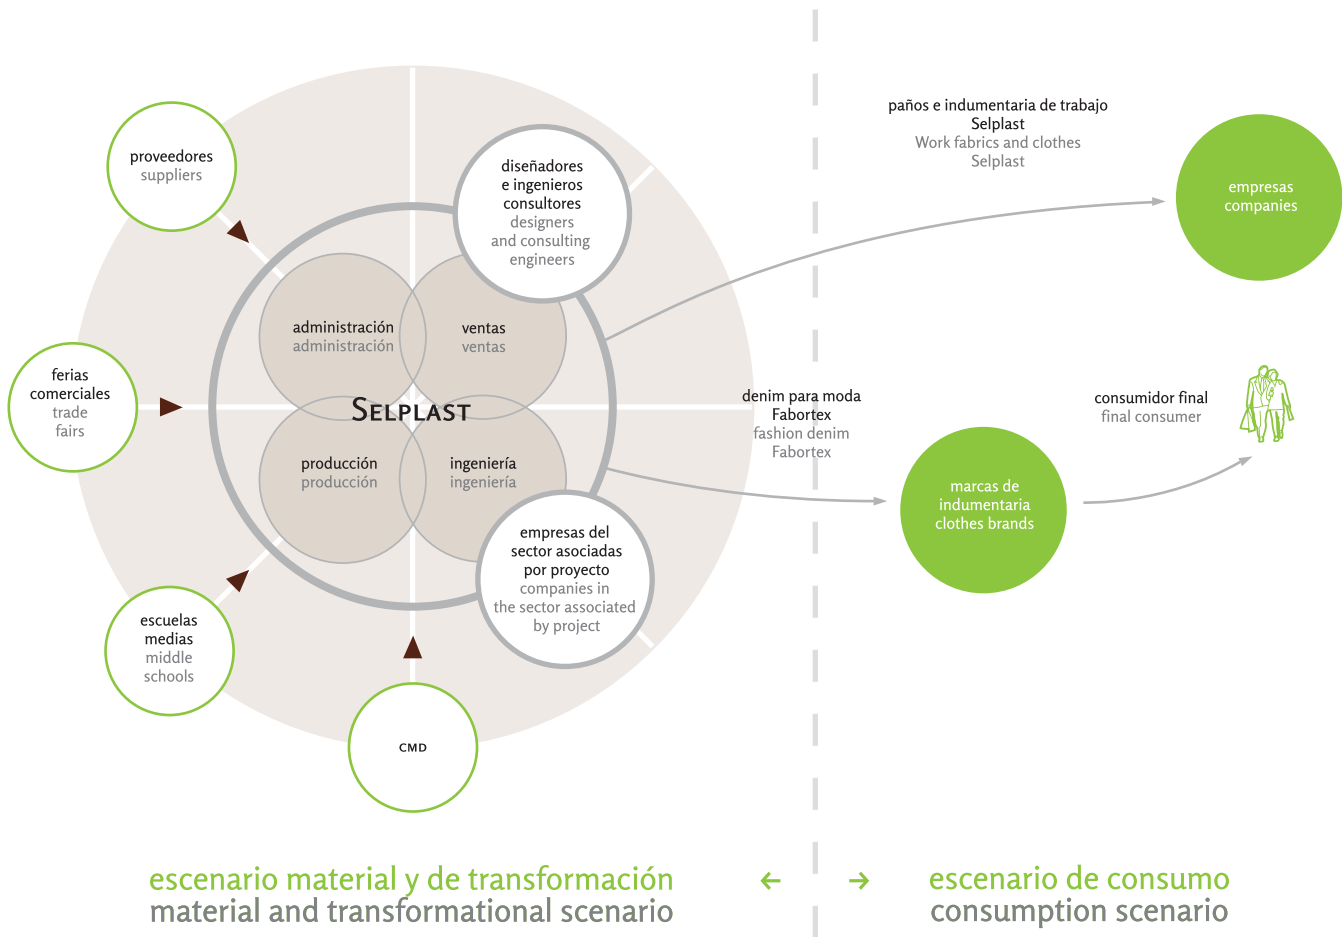 paños e indumentaria de trabajo
Selplast
Work fabrics and clothes
Selplast
empresas
companies
proveedores
suppliers
diseñadores
e ingenieros
consultores
designers
and consulting
engineers
administración
administración
ventas
ventas
ferias
comerciales
trade
fairs
Selplast
denim para moda
Fabortex
fashion denim
Fabortex
consumidor final
final consumer
producción
producción
ingeniería
ingeniería
marcas de
indumentaria
clothes brands
empresas del
sector asociadas
por proyecto
companies in
the sector associated
by project
escuelas
medias
middle
schools
CMD
escenario material y de transformación
material and transformational scenario
← →
escenario de consumo
consumption scenario